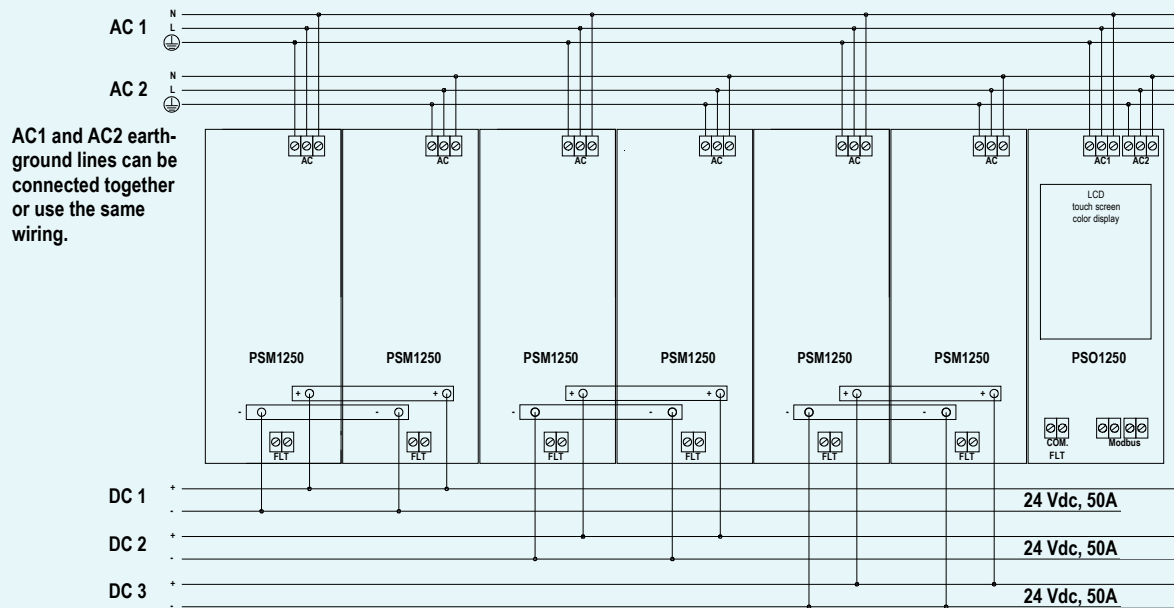 N
AC 1 L
N
AC 2 L
AC1 and AC2 earth-
ground lines can be
connected together
or use the same
wiring.
AC AC AC AC AC AC AC1 AC2
LCD
touch screen
color display
PSM1250 PSM1250 PSM1250 PSM1250 PSM1250 PSM1250 PSO1250
+ + + + + +
- - - - - -
FLT FLT FLT FLT FLT FLT COM. Modbus
FLT
DC 1 +
- 24 Vdc, 50A
DC 2 +
- 24 Vdc, 50A
DC 3 +
- 24 Vdc, 50A